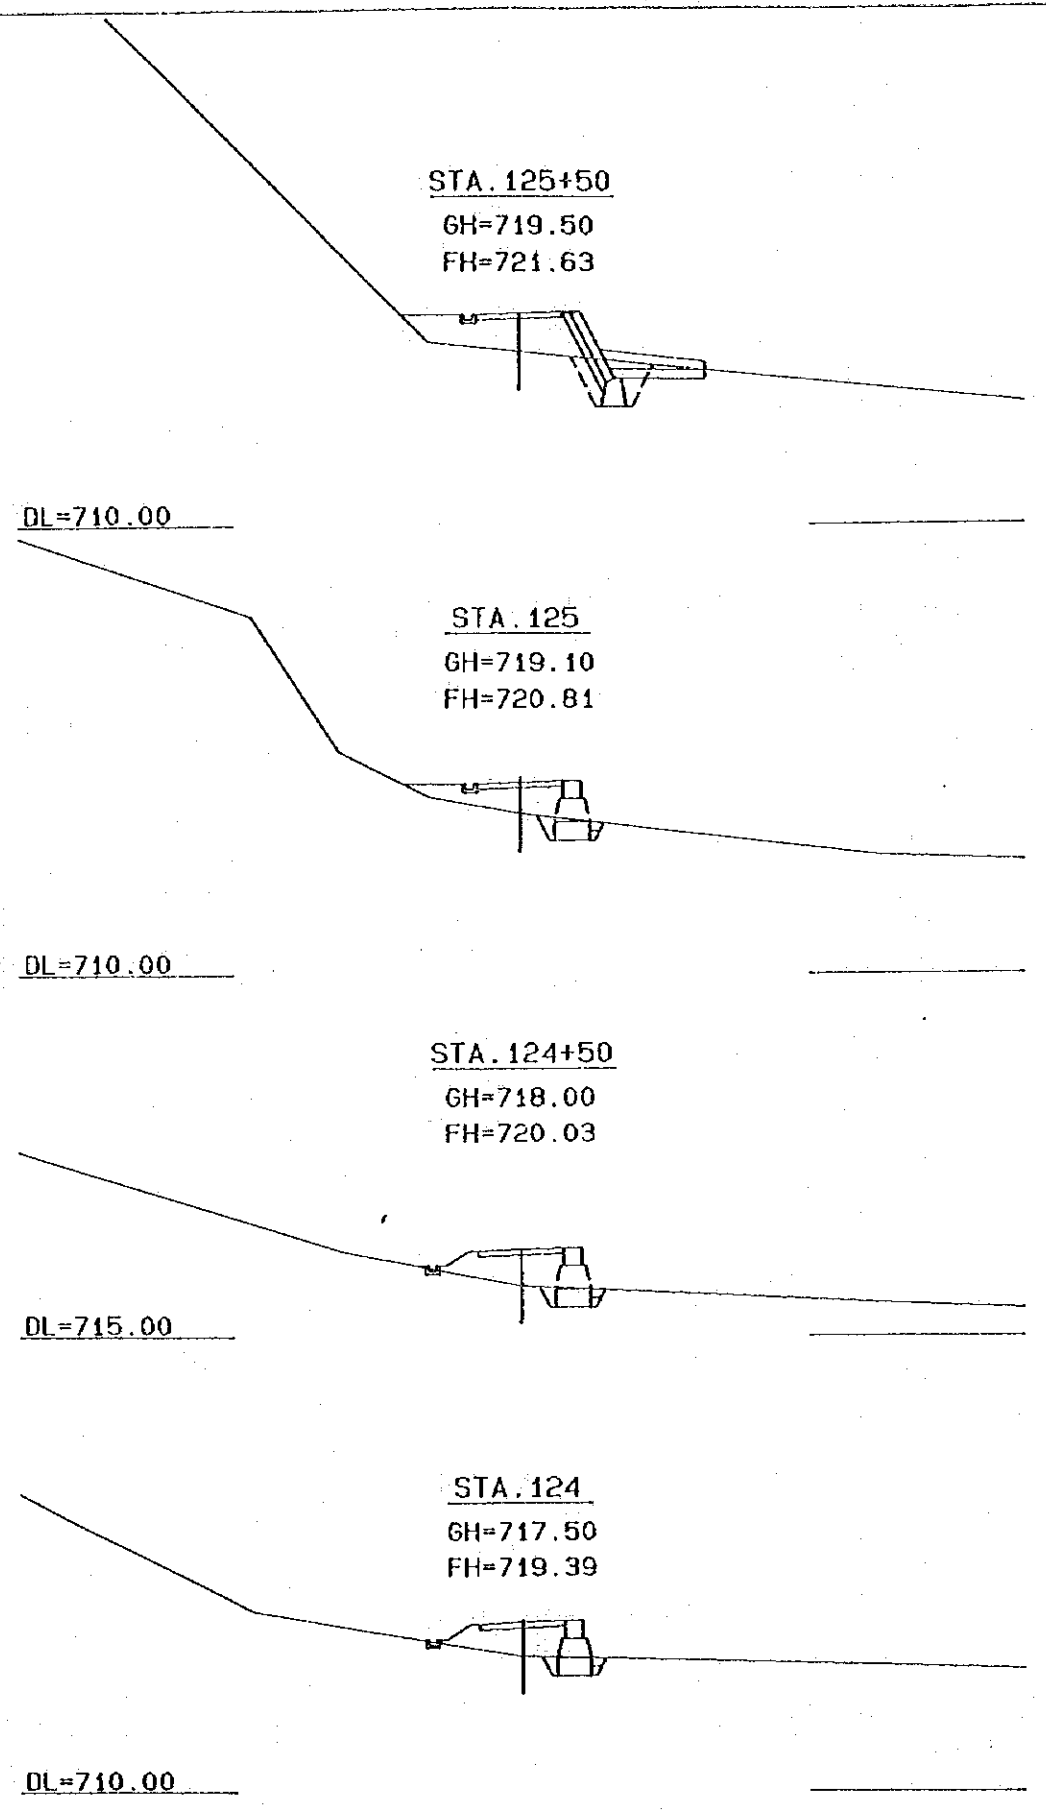 STA.125+50
GH=719.50
FH=721.63
DL=710.00
STA.125
GH=719.10
FH=720.81
DL=710.00
STA.124+50
GH=718.00
FH=720.03
DL=715.00
STA.124
GH=717.50
FH=719.39
DL=710.00